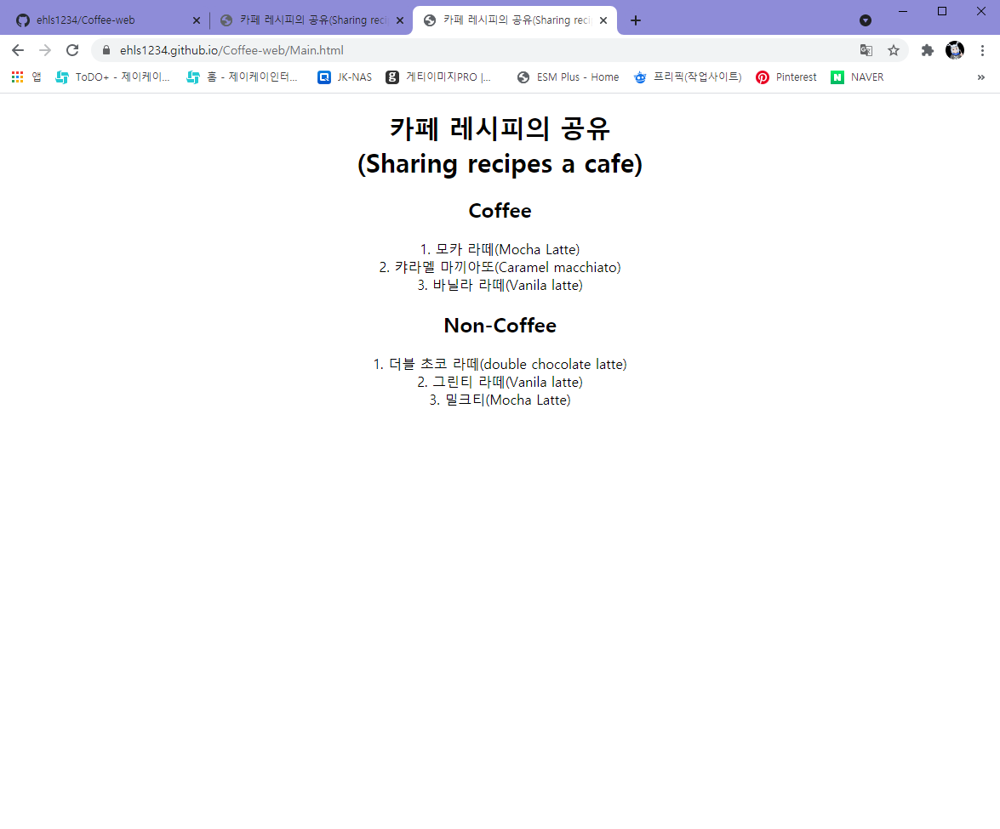 ehls1234/Coffee-web
카페 레시피의 공유(Sharing reci
카페 레시피의 공유(Sharing reci
ehls1234.github.io/Coffee-web/Main.html
앱
ToDO+ - 제이케이...
홈 - 제이케이인터...
JK-NAS
게티이미지PRO |...
ESM Plus - Home
프리픽(작업사이트)
Pinterest
NAVER
카페 레시피의 공유
(Sharing recipes a cafe)
Coffee
1. 모카 라떼(Mocha Latte)
2. 캬라멜 마끼아또(Caramel macchiato)
3. 바닐라 라떼(Vanila latte)
Non-Coffee
1. 더블 초코 라떼(double chocolate latte)
2. 그린티 라떼(Vanila latte)
3. 밀크티(Mocha Latte)